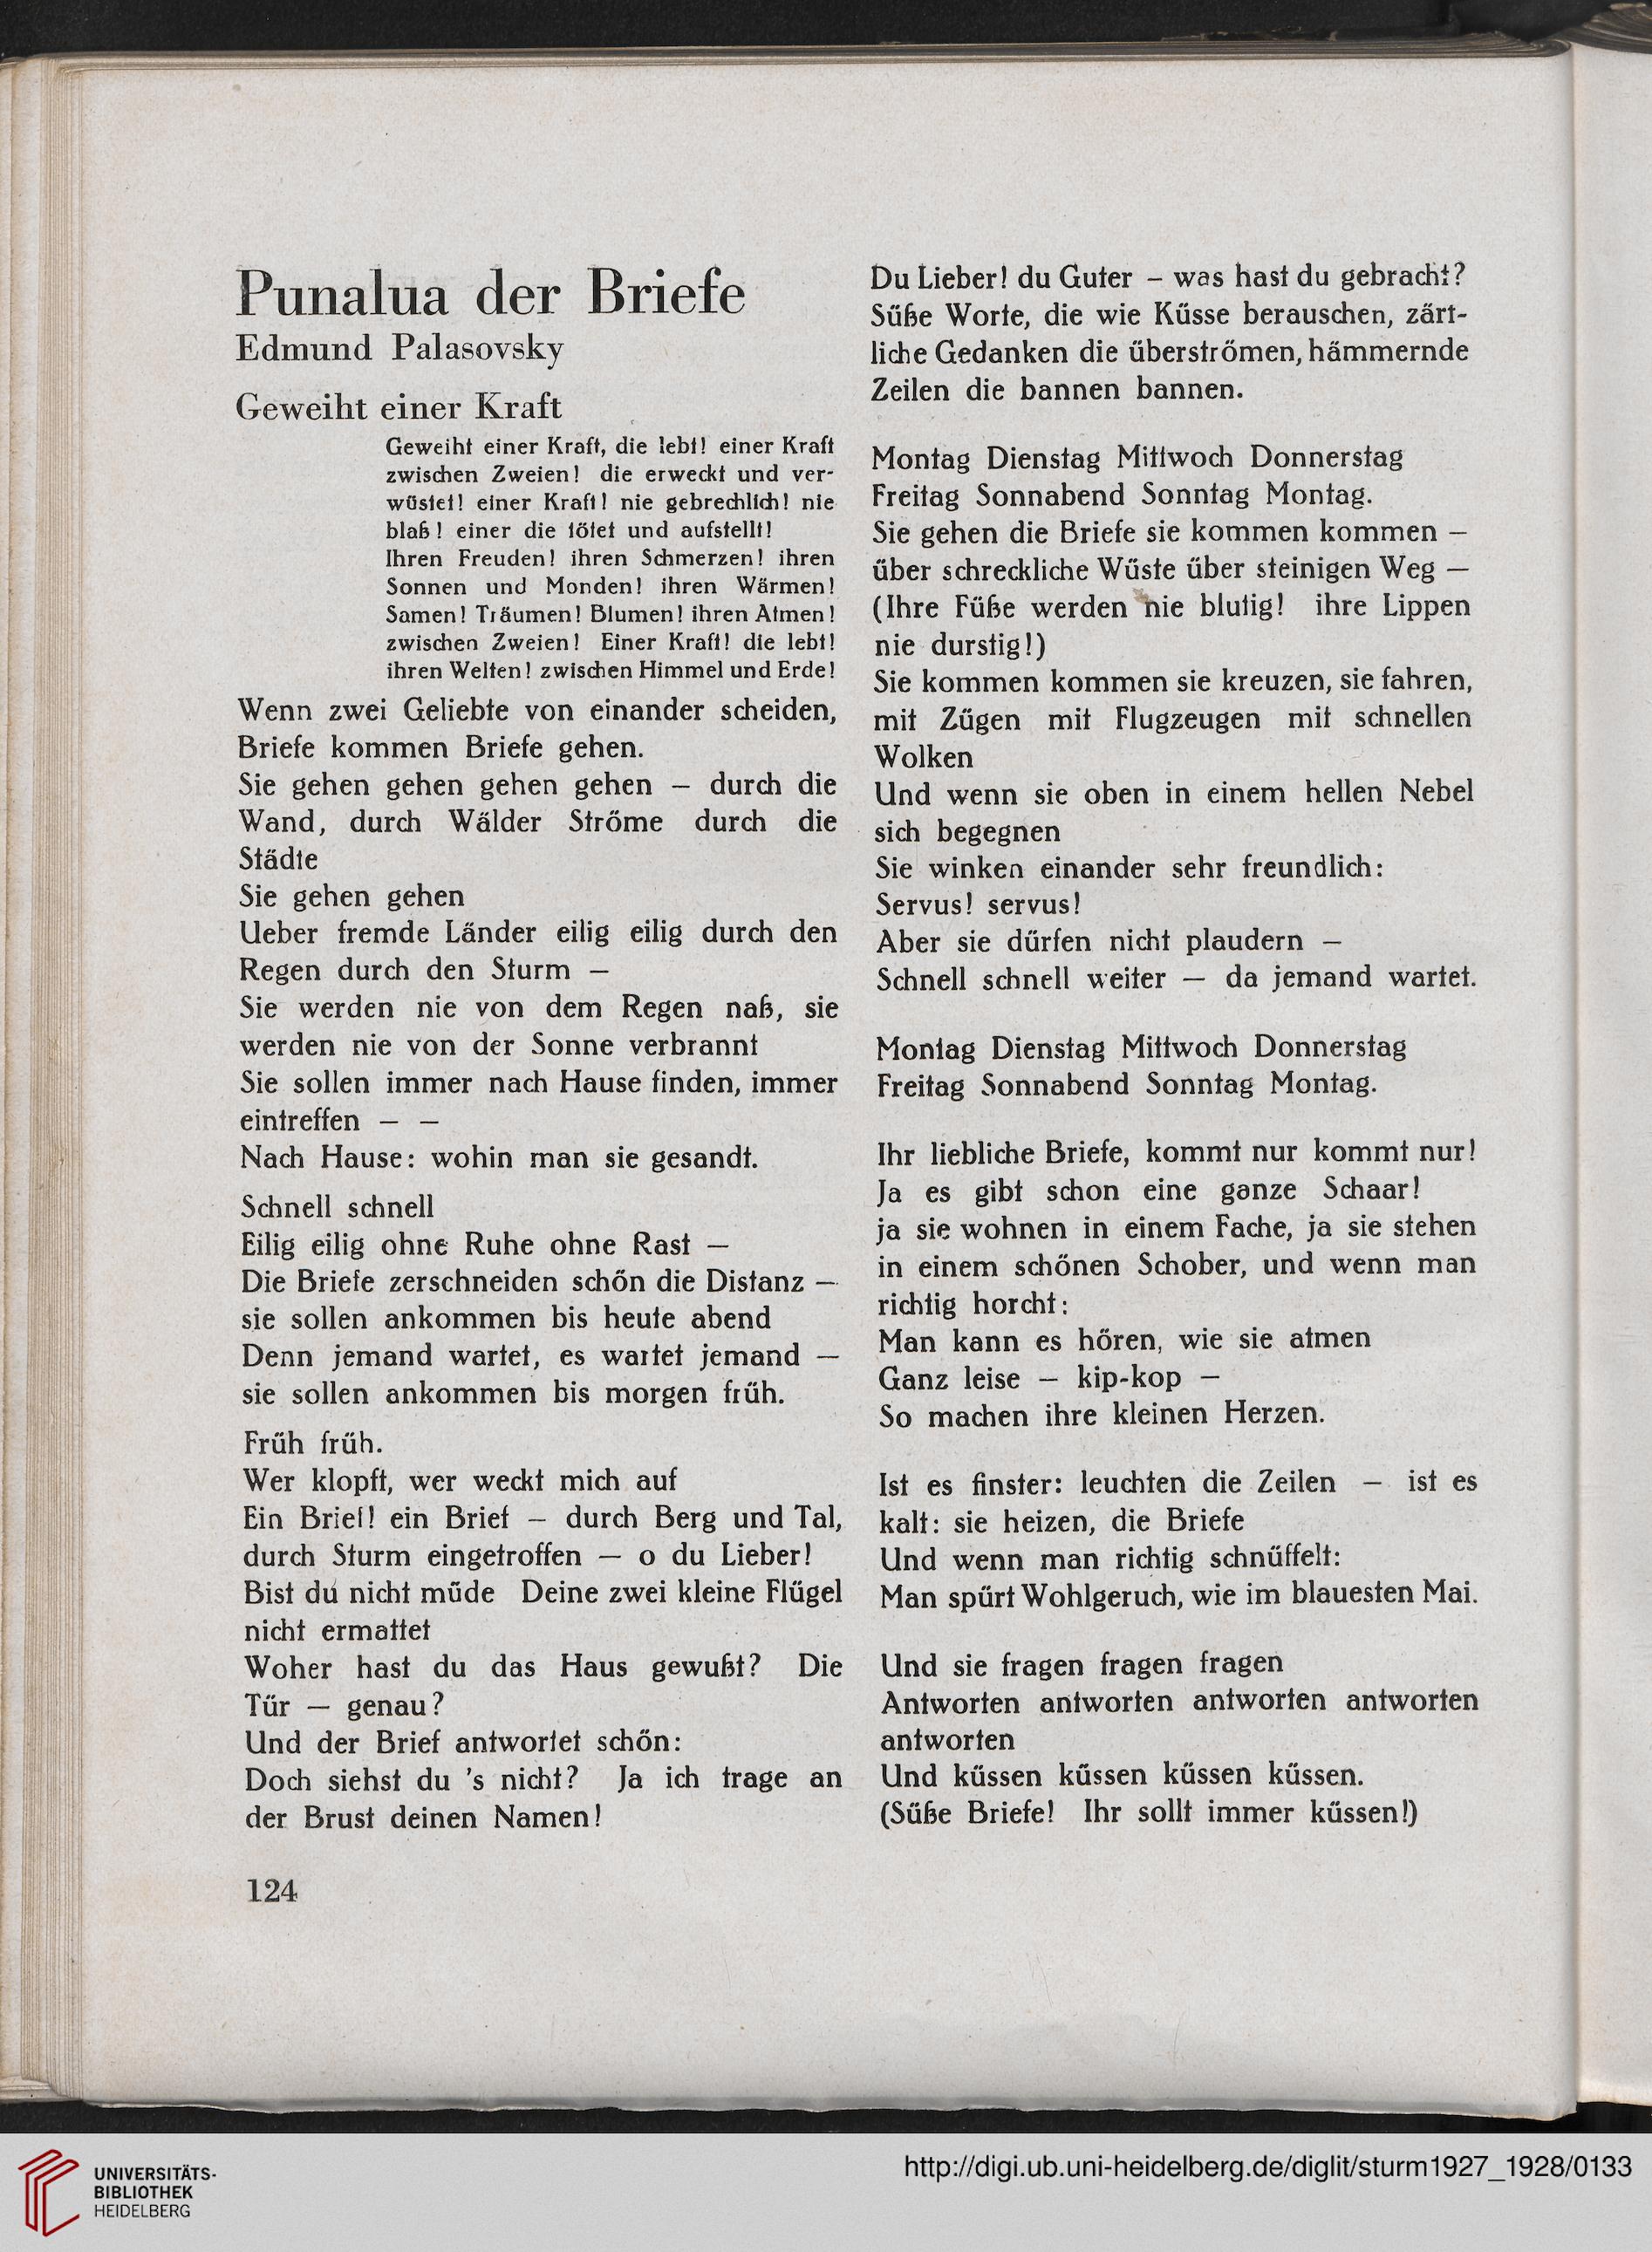 Punalua der Briefe
Edmund Palasovsky
Geweiht einer Kraft
Geweiht einer Kraft, die lebt! einer Kraft
zwischen Zweien! die erweckt und ver-
wüstet! einer Kraft! nie gebrechlich! nie
blaß! einer die tötet und aufstellt!
Ihren Freuden! ihren Schmerzen! ihren
Sonnen und Monden! ihren Wärmen!
Samen! Träumen! Blumen! ihren Atmen!
zwischen Zweien! Einer Kraft! die lebt!
ihren Welten! zwischen Himmel und Erde!
Wenn zwei Geliebte von einander scheiden,
Briefe kommen Briefe gehen.
Sie gehen gehen gehen gehen – durch die
Wand, durch Wälder Ströme durch die
Städte
Sie gehen gehen
Ueber fremde Länder eilig eilig durch den
Regen durch den Sturm –
Sie werden nie von dem Regen naß, sie
werden nie von der Sonne verbrannt
Sie sollen immer nach Hause finden, immer
eintreffen – –
Nach Hause: wohin man sie gesandt.
Schnell schnell
Eilig eilig ohne Ruhe ohne Rast –
Die Briefe zerschneiden schön die Distanz –
sie sollen ankommen bis heute abend
Denn jemand wartet, es wartet jemand –
sie sollen ankommen bis morgen früh.
Früh früh.
Wer klopft, wer weckt mich auf
Ein Brief! ein Brief – durch Berg und Tal,
durch Sturm eingetroffen – o du Lieber!
Bist du nicht müde Deine zwei kleine Flügel
nicht ermattet
Woher hast du das Haus gewußt? Die
Tür – genau?
Und der Brief antwortet schön:
Doch siehst du 's nicht? Ja ich trage an
der Brust deinen Namen!
124
Du Lieber! du Guter – was hast du gebracht?
Süße Worte, die wie Küsse berauschen, zärt-
liche Gedanken die überströmen, hämmernde
Zeilen die bannen bannen.
Montag Dienstag Mittwoch Donnerstag
Freitag Sonnabend Sonntag Montag.
Sie gehen die Briefe sie kommen kommen –
über schreckliche Wüste über steinigen Weg –
(Ihre Füße werden nie blutig! ihre Lippen
nie durstig!)
Sie kommen kommen sie kreuzen, sie fahren,
mit Zügen mit Flugzeugen mit schnellen
Wolken
Und wenn sie oben in einem hellen Nebel
sich begegnen
Sie winken einander sehr freundlich:
Servus! servus!
Aber sie dürfen nicht plaudern –
Schnell schnell weiter – da jemand wartet.
Montag Dienstag Mittwoch Donnerstag
Freitag Sonnabend Sonntag Montag.
Ihr liebliche Briefe, kommt nur kommt nur!
Ja es gibt schon eine ganze Schaar!
ja sie wohnen in einem Fache, ja sie stehen
in einem schönen Schober, und wenn man
richtig horcht:
Man kann es hören, wie sie atmen
Ganz leise – kip-kop –
So machen ihre kleinen Herzen.
Ist es finster: leuchten die Zeilen – ist es
kalt: sie heizen, die Briefe
Und wenn man richtig schnüffelt:
Man spürt Wohlgeruch, wie im blauesten Mai.
Und sie fragen fragen fragen
Antworten antworten antworten antworten
antworten
Und küssen küssen küssen küssen.
(Süße Briefe! Ihr sollt immer küssen!)
UNIVERSITÄTS-
BIBLIOTHEK
HEIDELBERG
http://digi.ub.uni-heidelberg.de/diglit/sturm1927_1928/0133